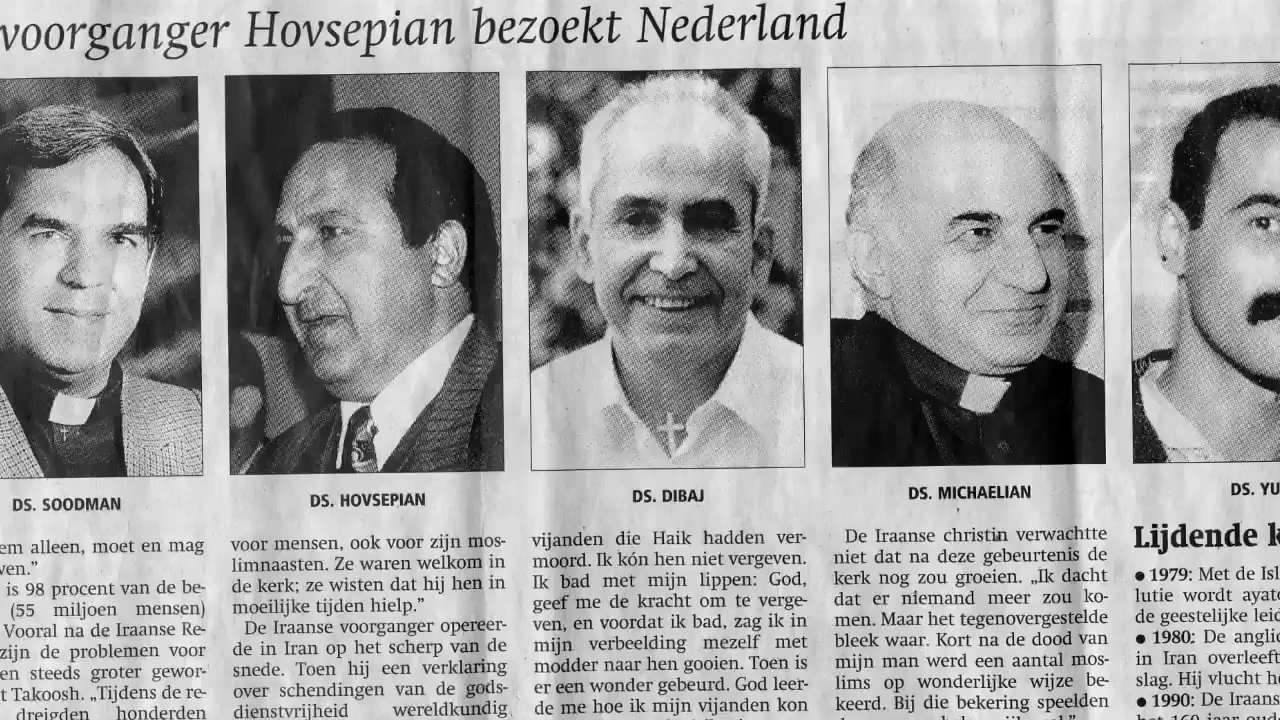 voorganger Hovsepian bezoekt Nederland
DS. SOODMAN
DS. HOVSEPIAN
DS. DIBAJ
DS. MICHAELIAN
DS. YU
em alleen, moet en mag
ven.”
is 98 procent van de be-
(55 miljoen mensen)
Vooral na de Iraanse Re-
zijn de problemen voor
en steeds groter gewor-
t Takoosh. „Tijdens de re-
dreigden honderden
voor mensen, ook voor zijn mos-
limnaasten. Ze waren welkom in
de kerk; ze wisten dat hij hen in
moeilijke tijden hielp.”
De Iraanse voorganger opereer-
de in Iran op het scherp van de
snede. Toen hij een verklaring
over schendingen van de gods-
dienstvrijheid wereldkundig
vijanden die Haik hadden ver-
moord. Ik kón hen niet vergeven.
Ik bad met mijn lippen: God,
geef me de kracht om te verge-
ven, en voordat ik bad, zag ik in
mijn verbeelding mezelf met
modder naar hen gooien. Toen is
er een wonder gebeurd. God leer-
de me hoe ik mijn vijanden kon
De Iraanse christin verwachtte
niet dat na deze gebeurtenis de
kerk nog zou groeien. „Ik dacht
dat er niemand meer zou ko-
men. Maar het tegenovergestelde
bleek waar. Kort na de dood van
mijn man werd een aantal mos-
lims op wonderlijke wijze be-
keerd. Bij die bekering speelden
Lijdende k
• 1979: Met de Isl
lutie wordt ayato
de geestelijke leid
• 1980: De anglic
in Iran overleeft
slag. Hij vlucht he
• 1990: De Iraans